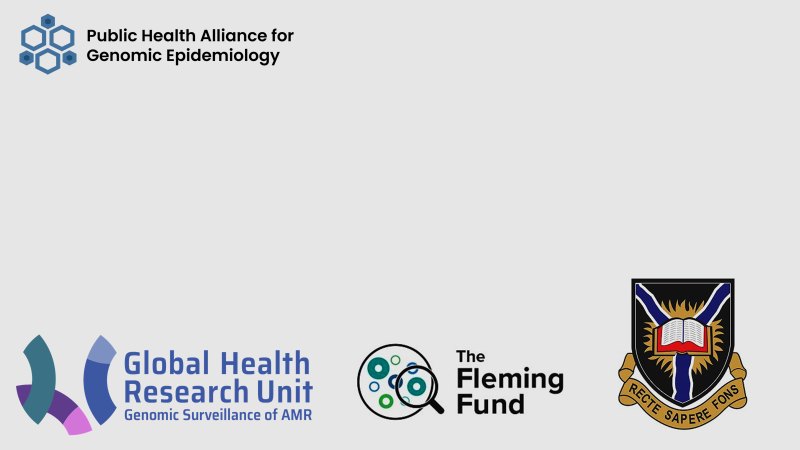 Public Health Alliance for
Genomic Epidemiology
Global Health
Research Unit
Genomic Surveillance of AMR
The
Fleming
Fund
RECTE SAPERE FONS